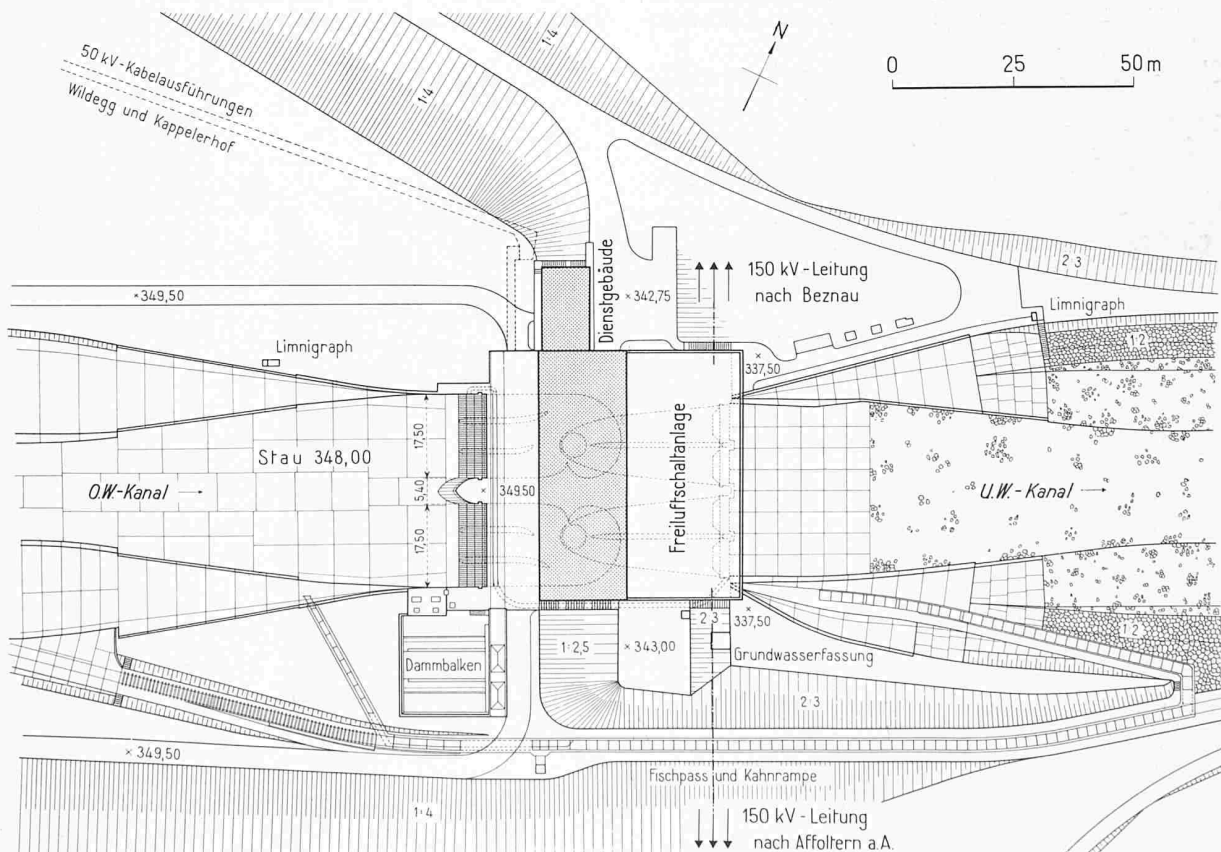 N
0 25 50 m
1:4
1:4
50 kV-Kabelausführungen
Wildegg und Kappelerhof
2:3
Dienstgebäude
× 342,75
150 kV-Leitung
nach Beznau
× 349,50
Limnigraph
Limnigraph
1:2
×
337,50
17,50
Stau 348,00
Freiluftschaltanlage
O.W.-Kanal
5,40
× 349.50
U.W.-Kanal
17,50
2:3
×
337,50
1:2
Dammbalken
1:2,5
× 343,00
Grundwasserfassung
2:3
× 349,50
Fischpass und Kahnrampe
1:4
150 kV-Leitung
nach Affoltern a.A.